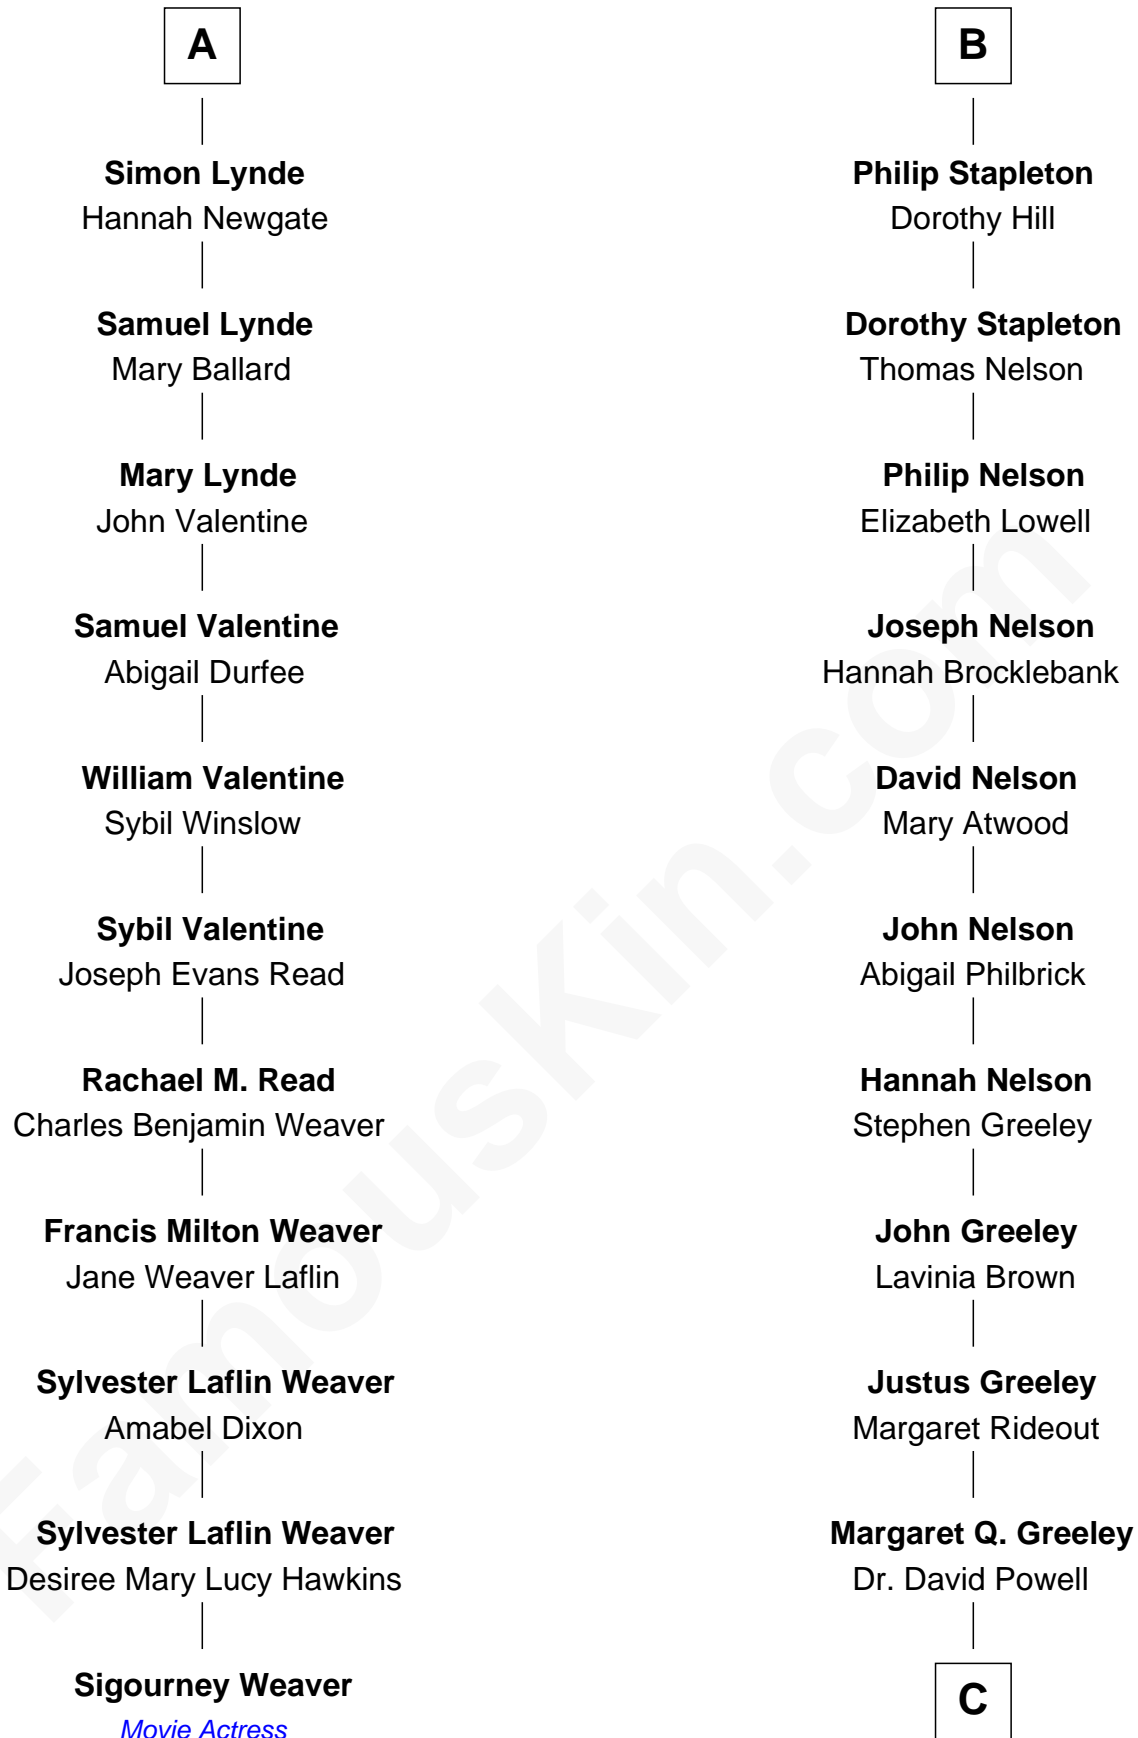 A
Simon Lynde
Hannah Newgate
Samuel Lynde
Mary Ballard
Mary Lynde
John Valentine
Samuel Valentine
Abigail Durfee
William Valentine
Sybil Winslow
Sybil Valentine
Joseph Evans Read
Rachael M. Read
Charles Benjamin Weaver
Francis Milton Weaver
Jane Weaver Laflin
Sylvester Laflin Weaver
Amabel Dixon
Sylvester Laflin Weaver
Desiree Mary Lucy Hawkins
Sigourney Weaver
Movie Actress
B
Philip Stapleton
Dorothy Hill
Dorothy Stapleton
Thomas Nelson
Philip Nelson
Elizabeth Lowell
Joseph Nelson
Hannah Brocklebank
David Nelson
Mary Atwood
John Nelson
Abigail Philbrick
Hannah Nelson
Stephen Greeley
John Greeley
Lavinia Brown
Justus Greeley
Margaret Rideout
Margaret Q. Greeley
Dr. David Powell
C
FamousKin.com